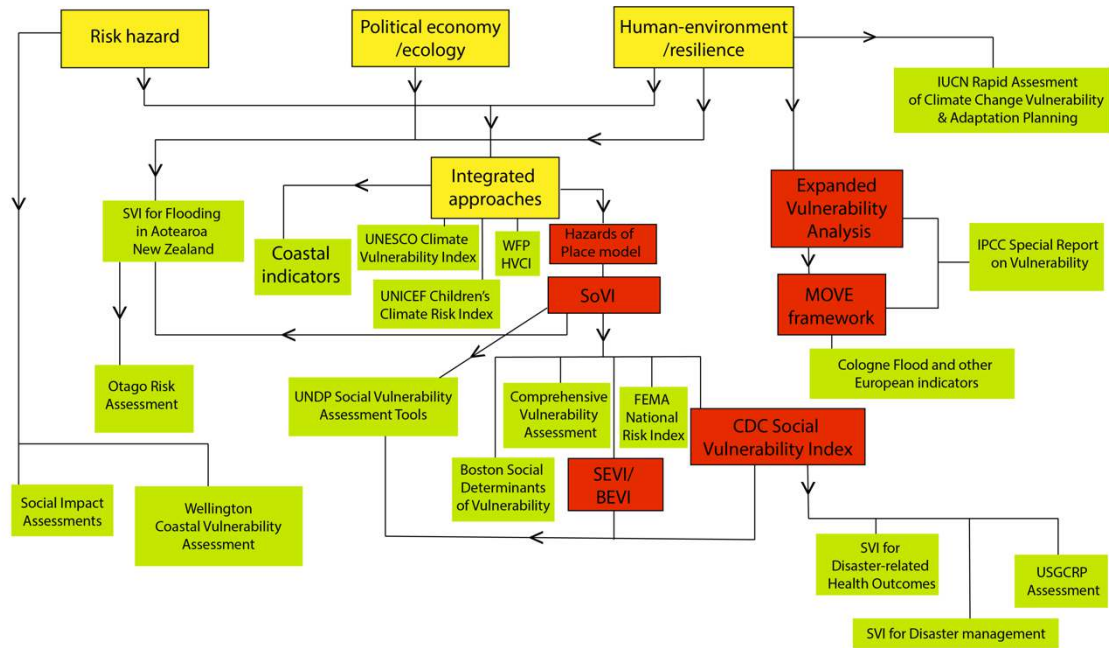 Risk hazard
Political economy
/ecology
Human-environment
/resilience
IUCN Rapid Assesment
of Climate Change Vulnerability
& Adaptation Planning
Integrated
approaches
Expanded
Vulnerability
Analysis
SVI for Flooding
in Aotearoa
New Zealand
Coastal
indicators
UNESCO Climate
Vulnerability Index
WFP
HVCI
Hazards of
Place model
IPCC Special Report
on Vulnerability
UNICEF Children's
Climate Risk Index
SoVI
MOVE
framework
Cologne Flood and other
European indicators
Otago Risk
Assessment
UNDP Social Vulnerability
Assessment Tools
Comprehensive
Vulnerability
Assessment
FEMA
National
Risk Index
CDC Social
Vulnerability Index
Boston Social
Determinants
of Vulnerability
SEVI/
BEVI
Social Impact
Assessments
Wellington
Coastal Vulnerability
Assessment
SVI for
Disaster-related
Health Outcomes
USGCRP
Assessment
SVI for Disaster management